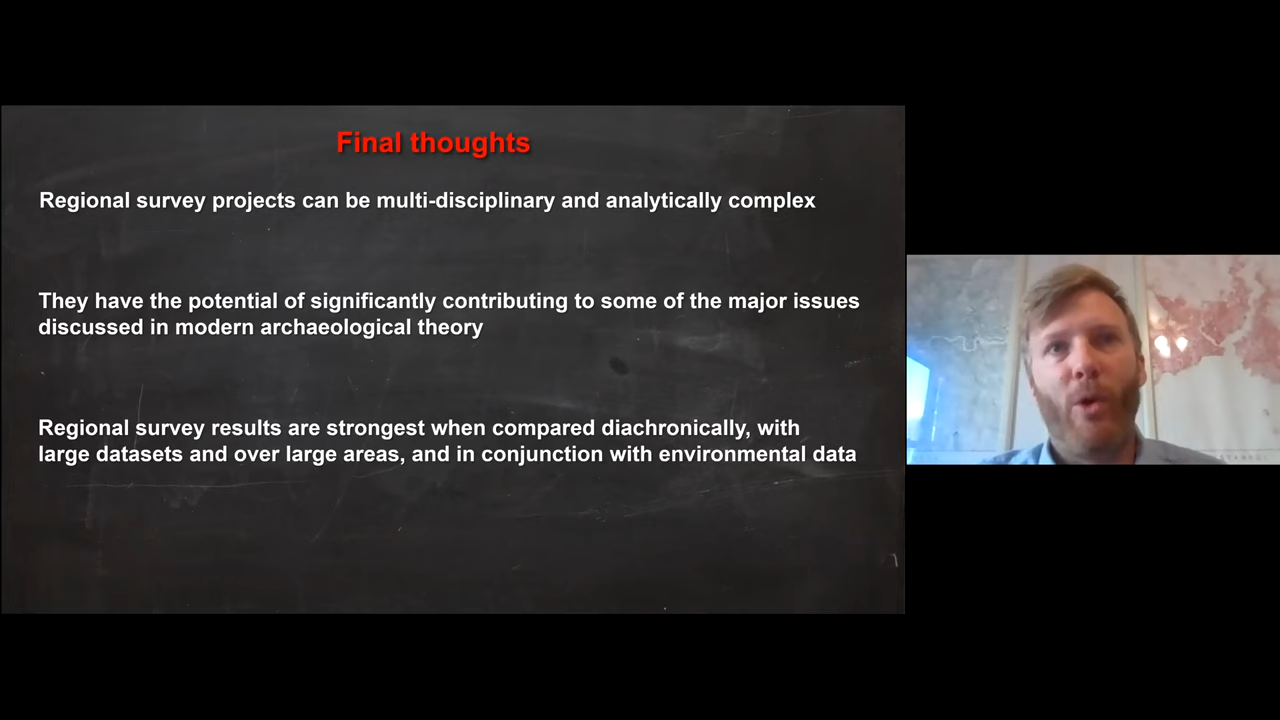 Final thoughts
Regional survey projects can be multi-disciplinary and analytically complex
They have the potential of significantly contributing to some of the major issues
discussed in modern archaeological theory
Regional survey results are strongest when compared diachronically, with
large datasets and over large areas, and in conjunction with environmental data